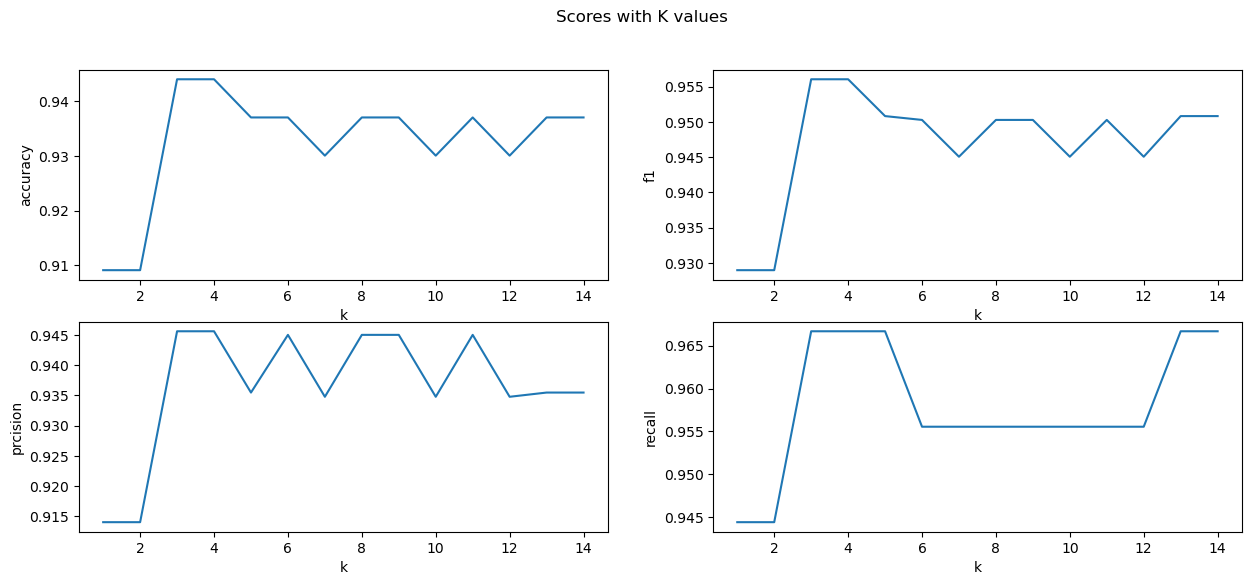 Scores with K values
0.94
0.93
0.92
0.91
accuracy
2 4 6 8 10 12 14
k
0.955
0.950
0.945
0.940
0.935
0.930
f1
2 4 6 8 10 12 14
k
0.945
0.940
0.935
0.930
0.925
0.920
0.915
prcision
2 4 6 8 10 12 14
k
0.965
0.960
0.955
0.950
0.945
recall
2 4 6 8 10 12 14
k